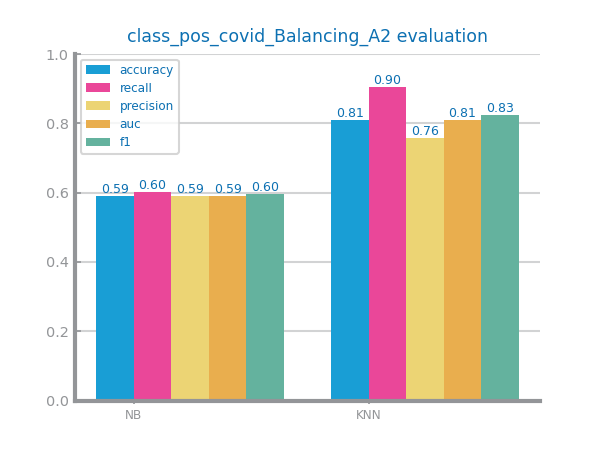 class_pos_covid_Balancing_A2 evaluation
1.0
0.8
0.6
0.4
0.2
0.0
accuracy
recall
precision
auc
f1
0.59 0.60 0.59 0.59 0.60
0.81 0.90 0.76 0.81 0.83
NB KNN